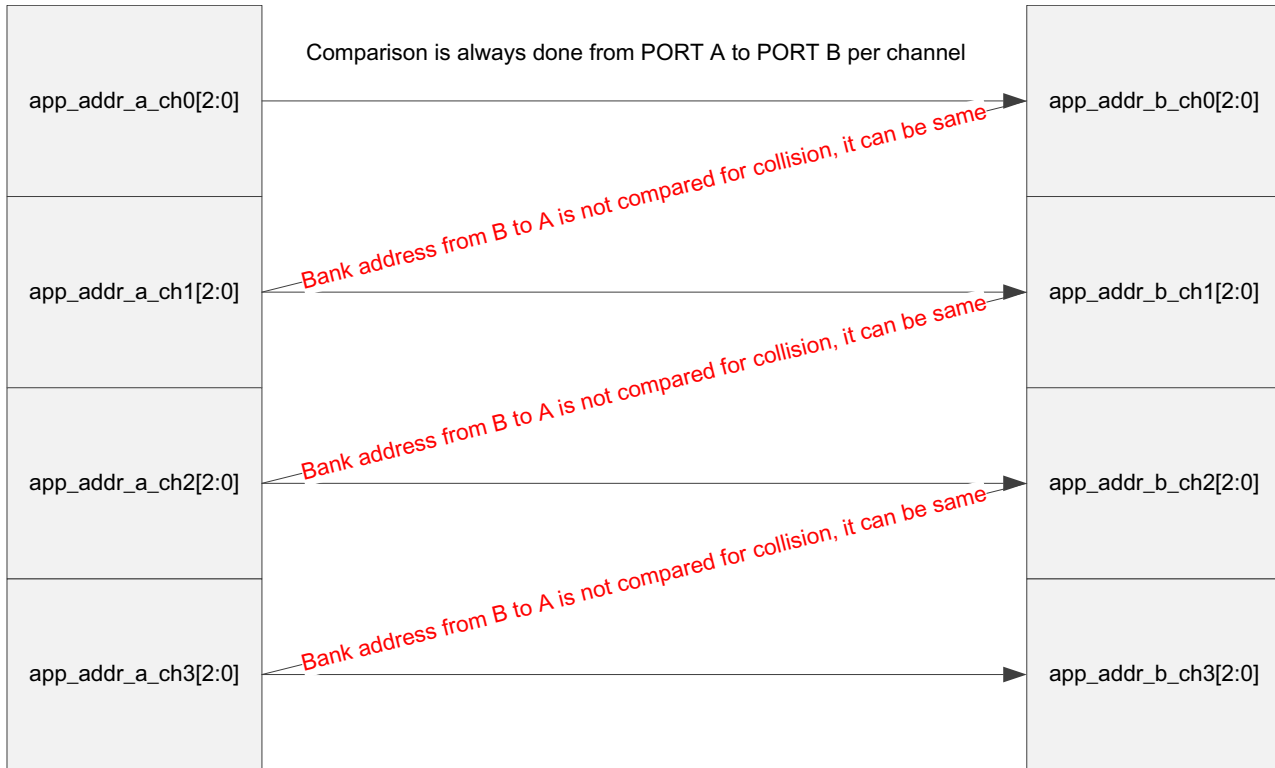 Comparison is always done from PORT A to PORT B per channel
app_addr_a_ch0[2:0]
app_addr_b_ch0[2:0]
Bank address from B to A is not compared for collision, it can be same
app_addr_a_ch1[2:0]
app_addr_b_ch1[2:0]
Bank address from B to A is not compared for collision, it can be same
app_addr_a_ch2[2:0]
app_addr_b_ch2[2:0]
Bank address from B to A is not compared for collision, it can be same
app_addr_a_ch3[2:0]
app_addr_b_ch3[2:0]